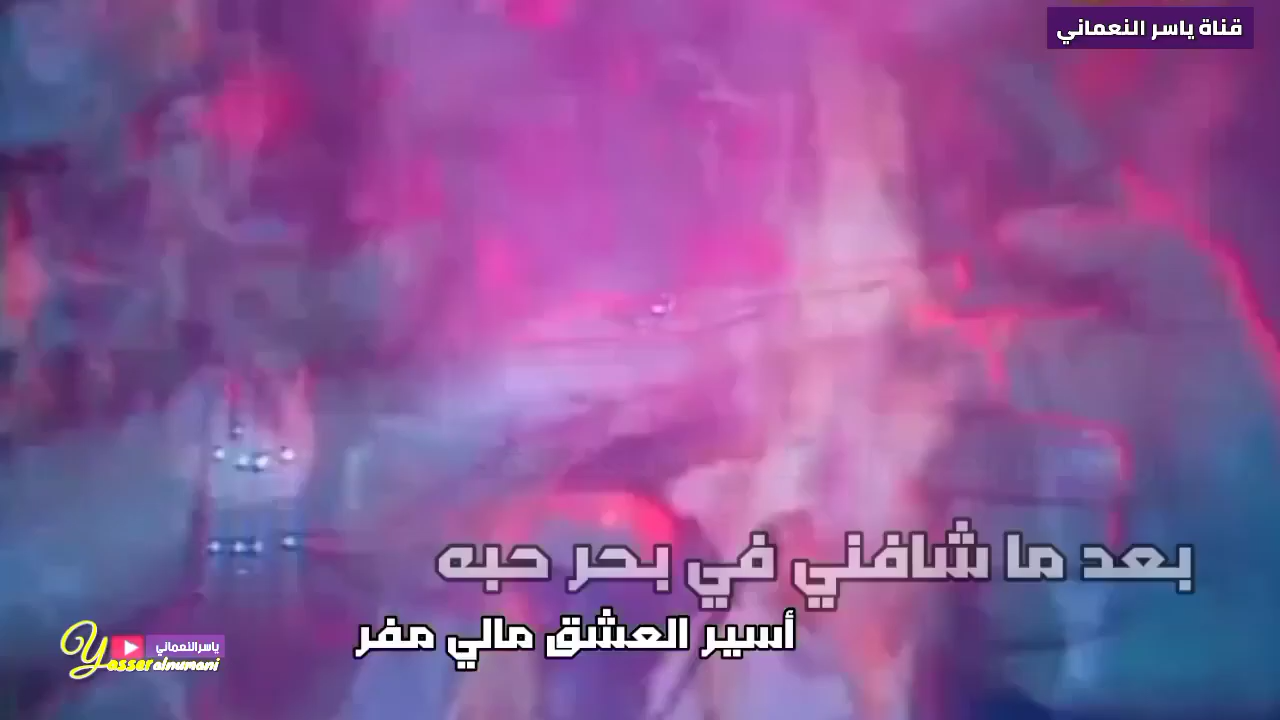 قناة ياسر النعماني
بعد ما شافني في بحر حبه
أسير العشق مالي مفر
ياسرالنعماني
Yasser alnumani